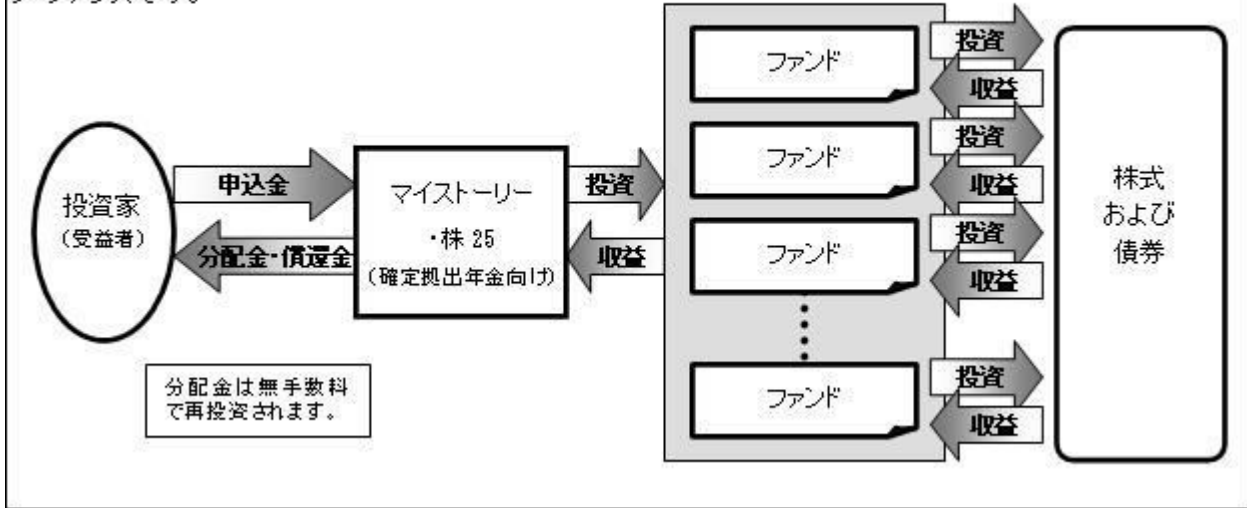 申込金
分配金・償還金
投資家
（受益者）
マイストーリー
・株 25
（確定拠出年金向け）
投資
収益
ファンド
ファンド
ファンド
ファンド
投資
収益
投資
収益
投資
収益
投資
収益
株式
および
債券
分配金は無手数料
で再投資されます。